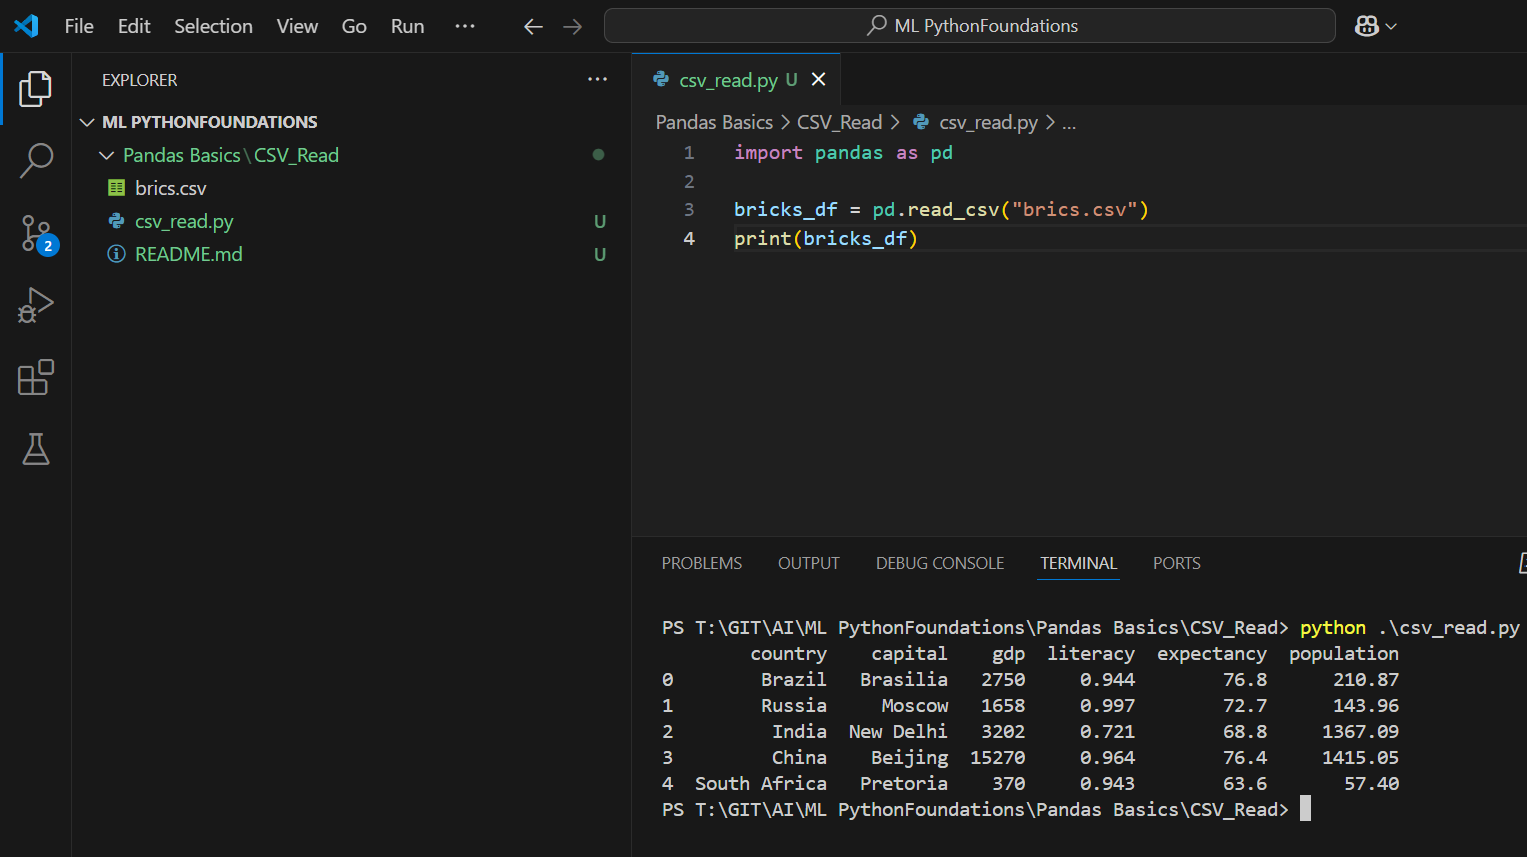 File Edit Selection View Go Run ··· ML PythonFoundations
EXPLORER ···
ML PYTHONFOUNDATIONS
Pandas Basics\CSV_Read
brics.csv
csv_read.py U
README.md U
2
csv_read.py U
Pandas Basics > CSV_Read > csv_read.py > ...
1 import pandas as pd
2
3 bricks_df = pd.read_csv("brics.csv")
4 print(bricks_df)
PROBLEMS OUTPUT DEBUG CONSOLE TERMINAL PORTS
PS T:\GIT\AI\ML PythonFoundations\Pandas Basics\CSV_Read> python .\csv_read.py
country capital gdp literacy expectancy population
0 Brazil Brasilia 2750 0.944 76.8 210.87
1 Russia Moscow 1658 0.997 72.7 143.96
2 India New Delhi 3202 0.721 68.8 1367.09
3 China Beijing 15270 0.964 76.4 1415.05
4 South Africa Pretoria 370 0.943 63.6 57.40
PS T:\GIT\AI\ML PythonFoundations\Pandas Basics\CSV_Read>